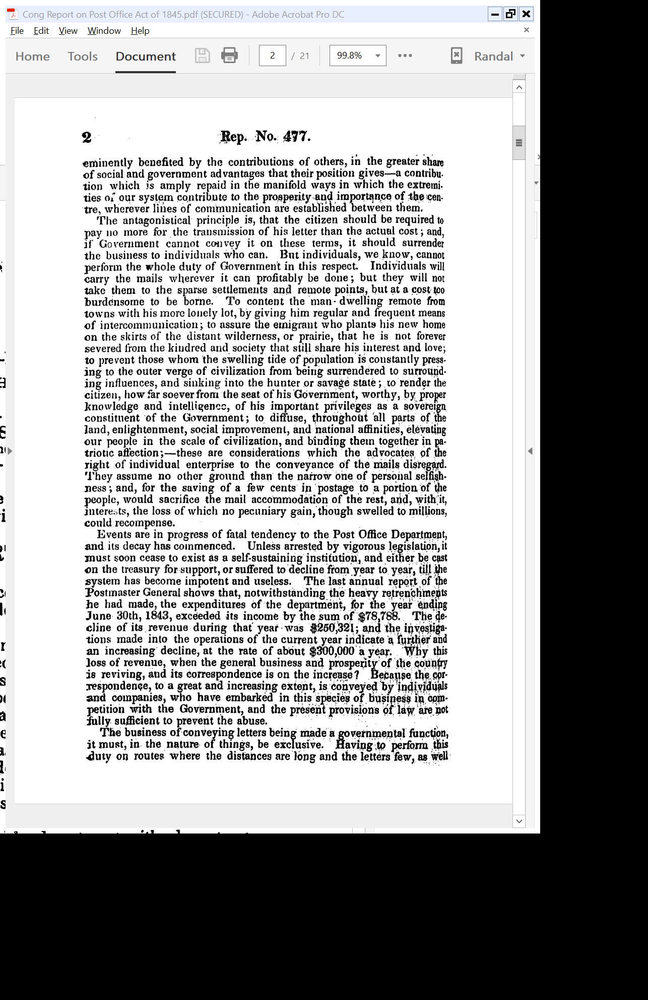 Cong Report on Post Office Act of 1845.pdf (SECURED) - Adobe Acrobat Pro DC
File Edit View Window Help
Home Tools Document 2 / 21 99.8% Randal
2 Rep. No. 477.
eminently benefited by the contributions of others, in the greater share
of social and government advantages that their position gives—a contribu-
tion which is amply repaid in the manifold ways in which the extremi-
ties of our system contribute to the prosperity and importance of the cen-
tre, wherever lines of communication are established between them.
The antagonistical principle is, that the citizen should be required to
pay no more for the transmission of his letter than the actual cost; and,
if Government cannot convey it on these terms, it should surrender
the business to individuals who can. But individuals, we know, cannot
perform the whole duty of Government in this respect. Individuals will
carry the mails wherever it can profitably be done; but they will not
take them to the sparse settlements and remote points, but at a cost too
burdensome to be borne. To content the man dwelling remote from
towns with his more lonely lot, by giving him regular and frequent means
of intercommunication; to assure the emigrant who plants his new home
on the skirts of the distant wilderness, or prairie, that he is not forever
severed from the kindred and society that still share his interest and love;
to prevent those whom the swelling tide of population is constantly press-
ing to the outer verge of civilization from being surrendered to surround-
ing influences, and sinking into the hunter or savage state; to render the
citizen, how far soever from the seat of his Government, worthy, by proper
knowledge and intelligence, of his important privileges as a sovereign
constituent of the Government; to diffuse, throughout all parts of the
land, enlightenment, social improvement, and national affinities, elevating
our people in the scale of civilization, and binding them together in pa-
triotic affection;—these are considerations which the advocates of the
right of individual enterprise to the conveyance of the mails disregard.
They assume no other ground than the narrow one of personal selfish-
ness; and, for the saving of a few cents in postage to a portion of the
people, would sacrifice the mail accommodation of the rest, and, with it,
interests, the loss of which no pecuniary gain, though swelled to millions,
could recompense.
Events are in progress of fatal tendency to the Post Office Department,
and its decay has commenced. Unless arrested by vigorous legislation, it
must soon cease to exist as a self-sustaining institution, and either be cast
on the treasury for support, or suffered to decline from year to year, till the
system has become impotent and useless. The last annual report of the
Postmaster General shows that, notwithstanding the heavy retrenchments
he had made, the expenditures of the department, for the year ending
June 30th, 1843, exceeded its income by the sum of $78,788. The de-
cline of its revenue during that year was $250,321; and the investiga-
tions made into the operations of the current year indicate a further and
an increasing decline, at the rate of about $300,000 a year. Why this
loss of revenue, when the general business and prosperity of the country
is reviving, and its correspondence is on the increase? Because the cor-
respondence, to a great and increasing extent, is conveyed by individuals
and companies, who have embarked in this species of business in com-
petition with the Government, and the present provisions of law are not
fully sufficient to prevent the abuse.
The business of conveying letters being made a governmental function,
it must, in the nature of things, be exclusive. Having to perform this
duty on routes where the distances are long and the letters few, as well